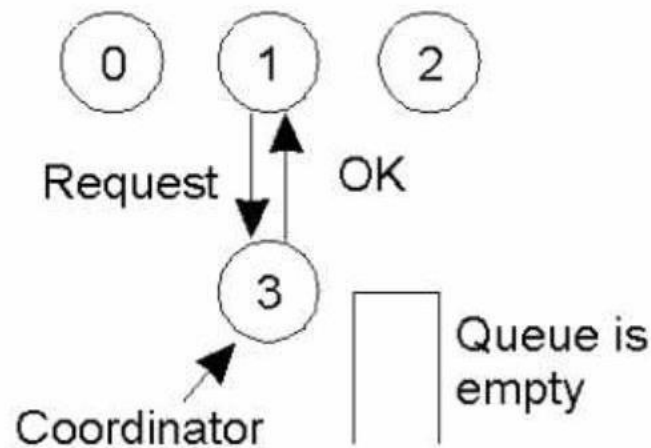 0 1 2
Request OK
3
Queue is
empty
Coordinator